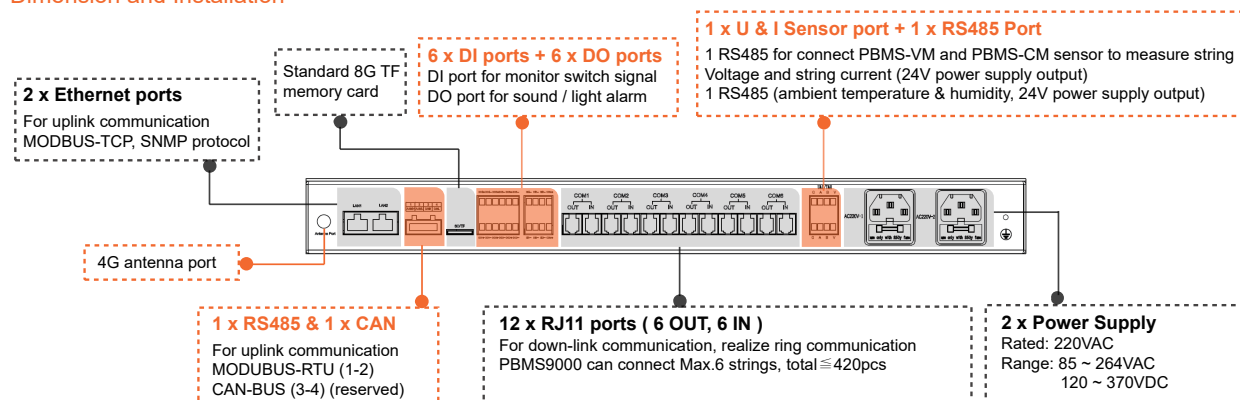 Dimension and Installation
1 x U & I Sensor port + 1 x RS485 Port
1 RS485 for connect PBMS-VM and PBMS-CM sensor to measure string
Voltage and string current (24V power supply output)
1 RS485 (ambient temperature & humidity, 24V power supply output)
6 x DI ports + 6 x DO ports
DI port for monitor switch signal
DO port for sound / light alarm
Standard 8G TF
memory card
2 x Ethernet ports
For uplink communication
MODBUS-TCP, SNMP protocol
LAN1 LAN2
COM1 COM2 COM3 COM4 COM5 COM6
OUT IN OUT IN OUT IN OUT IN OUT IN OUT IN
AC220V-1
AC220V-2
Antenna Port
4G antenna port
1 x RS485 & 1 x CAN
For uplink communication
MODUBUS-RTU (1-2)
CAN-BUS (3-4) (reserved)
12 x RJ11 ports ( 6 OUT, 6 IN )
For down-link communication, realize ring communication
PBMS9000 can connect Max.6 strings, total≦420pcs
2 x Power Supply
Rated: 220VAC
Range: 85 ~ 264VAC
120 ~ 370VDC